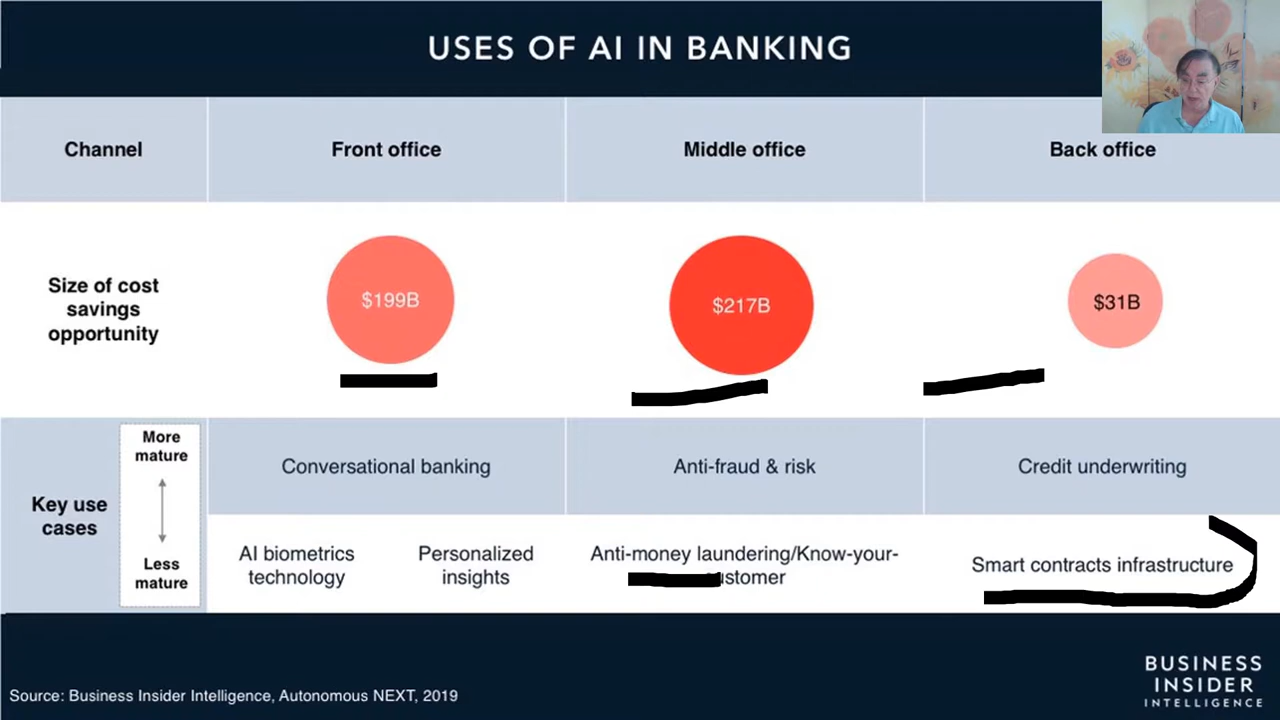 USES OF AI IN BANKING
Channel
Front office
Middle office
Back office
Size of cost
savings
opportunity
$199B
$217B
$31B
Key use
cases
More
mature
Less
mature
Conversational banking
Anti-fraud & risk
Credit underwriting
AI biometrics
technology
Personalized
insights
Anti-money laundering/Know-your-
ustomer
Smart contracts infrastructure
Source: Business Insider Intelligence, Autonomous NEXT, 2019
BUSINESS
INSIDER
INTELLIGENCE